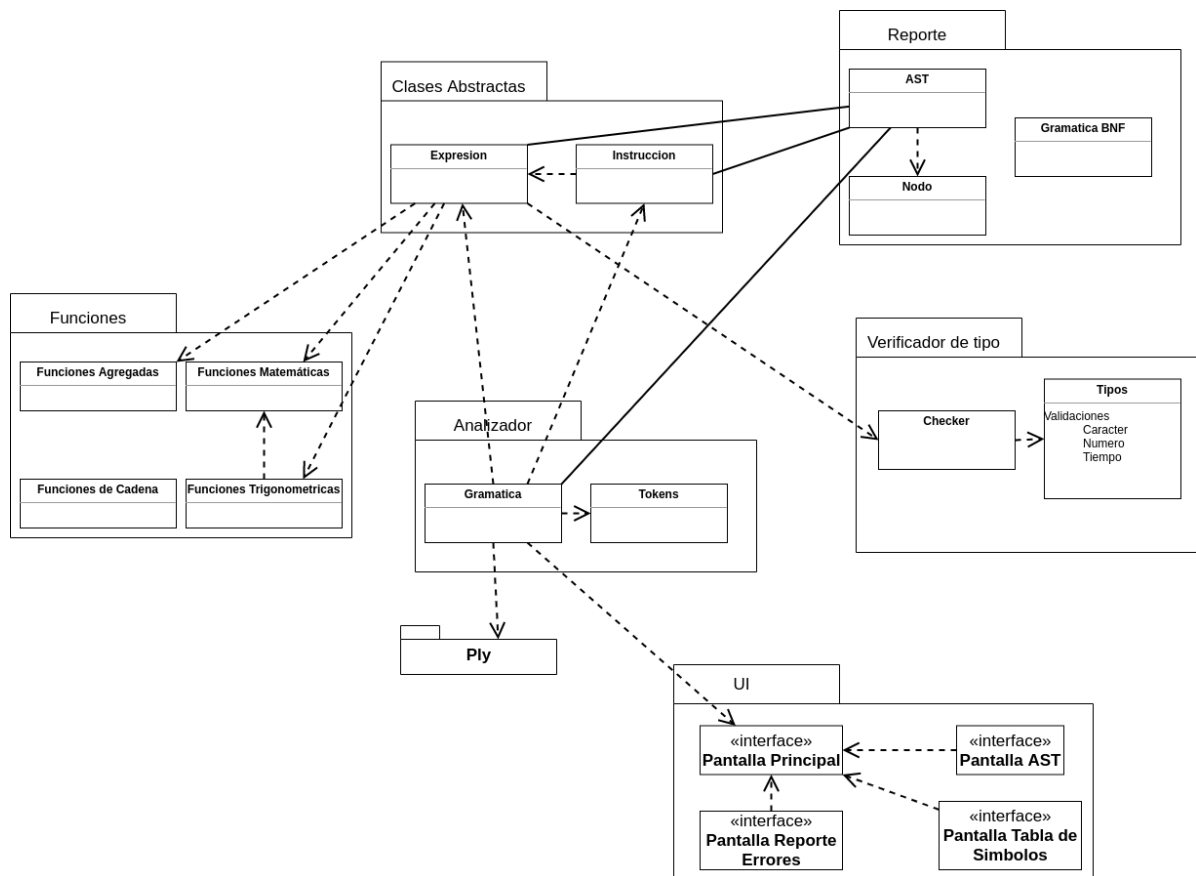 Reporte
AST
Gramatica BNF
Nodo
Clases Abstractas
Expresion
Instruccion
Funciones
Funciones Agregadas
Funciones Matemáticas
Funciones de Cadena
Funciones Trigonometricas
Verificador de tipo
Checker
Tipos
Validaciones
Caracter
Numero
Tiempo
Analizador
Gramatica
Tokens
Ply
UI
«interface»
Pantalla Principal
«interface»
Pantalla AST
«interface»
Pantalla Reporte
Errores
«interface»
Pantalla Tabla de
Simbolos